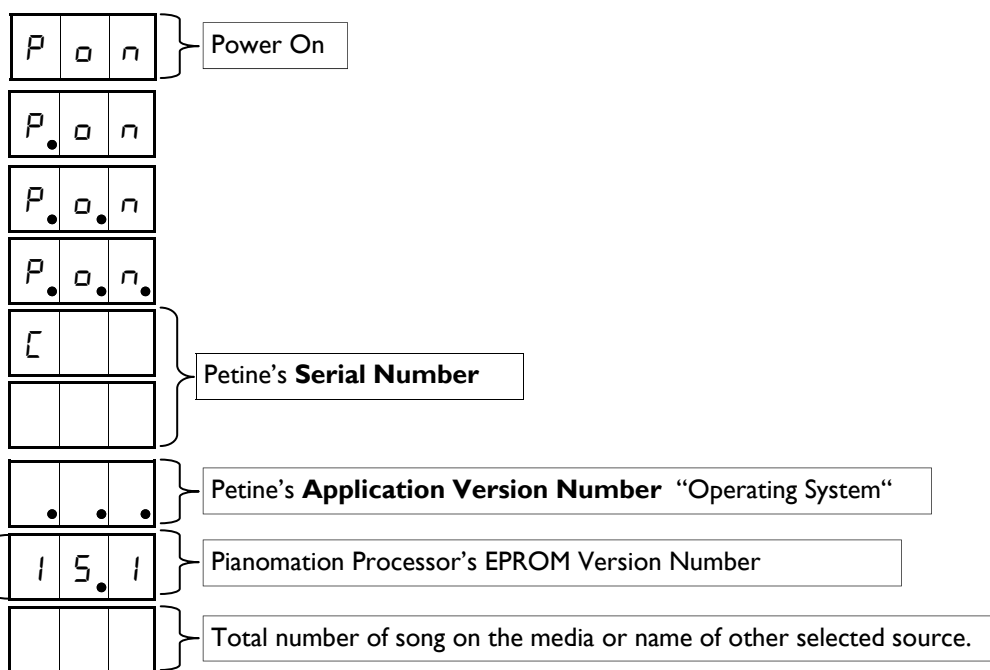 P o n Power On
P. o n
P. o. n
P. o. n.
C
Petine's Serial Number
. . . Petine's Application Version Number “Operating System“
1 5. 1 Pianomation Processor's EPROM Version Number
Total number of song on the media or name of other selected source.